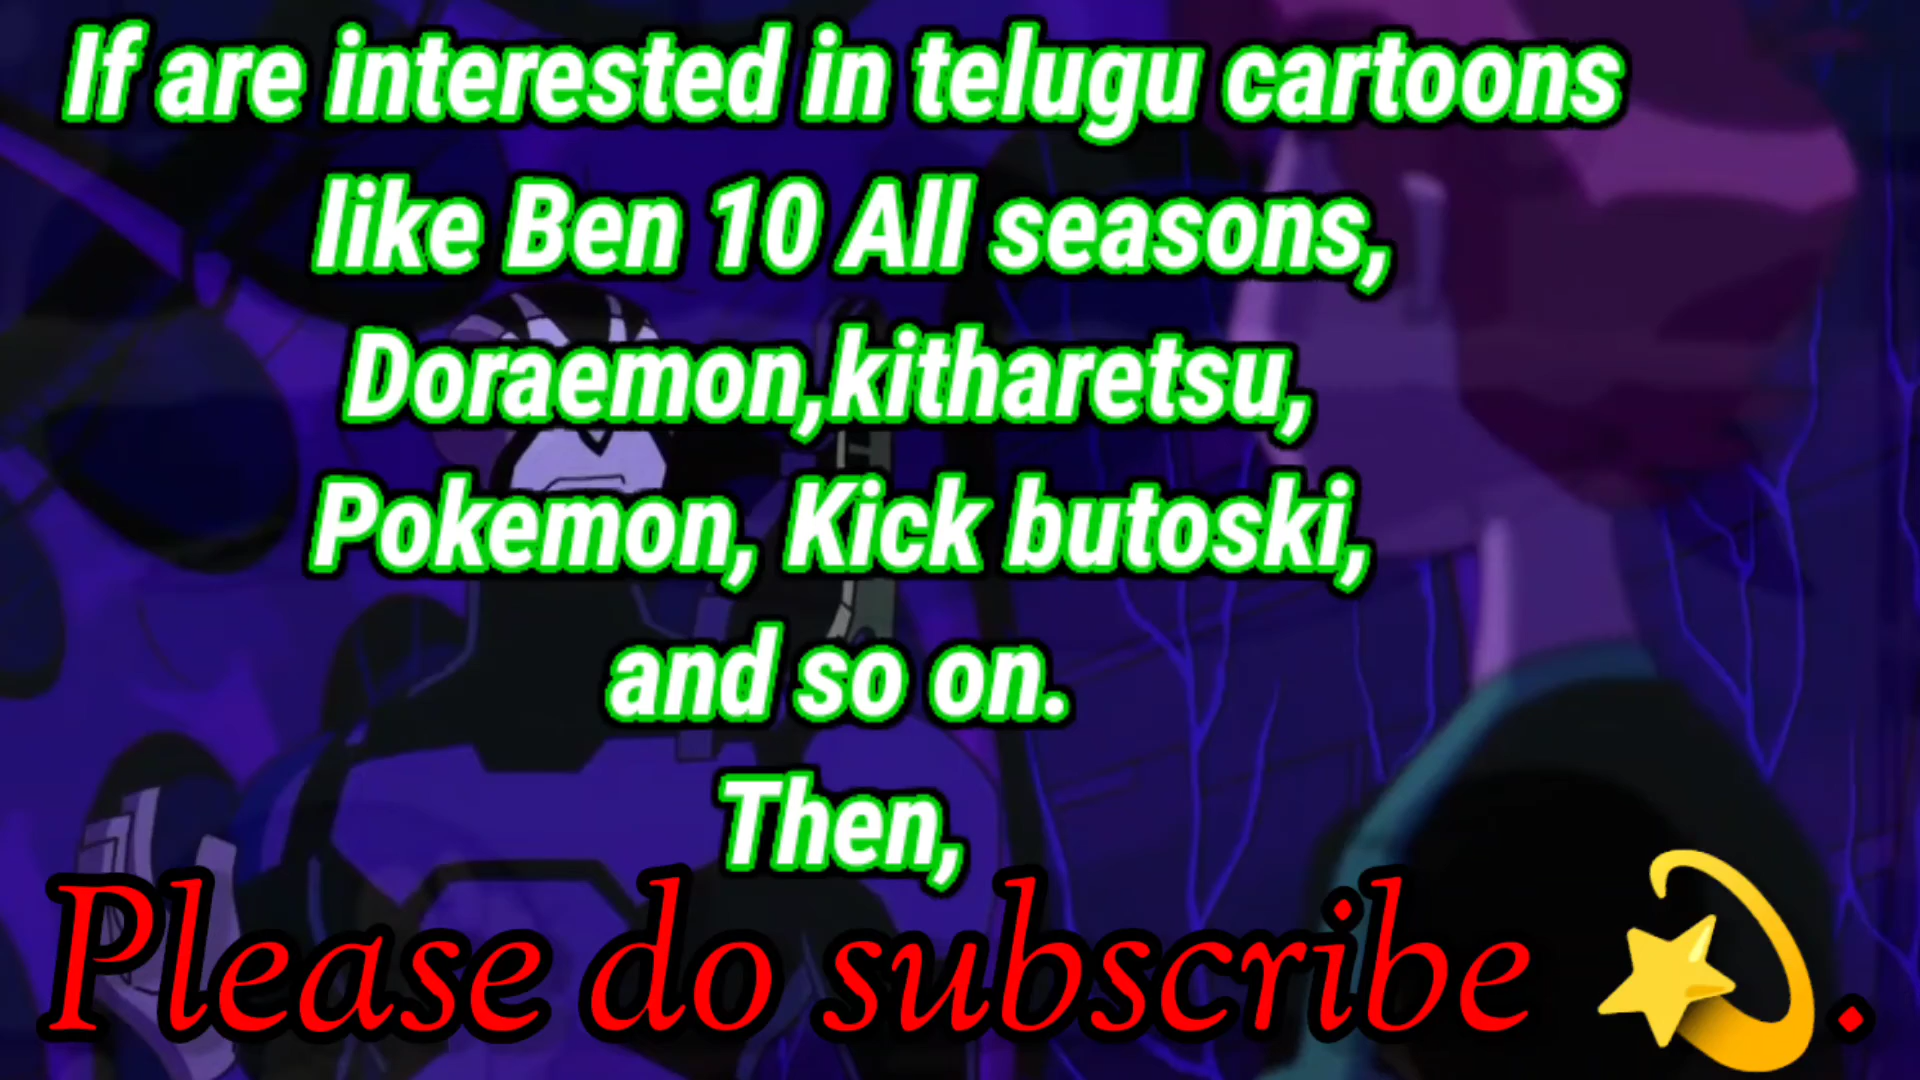 If are interested in telugu cartoons
like Ben 10 All seasons,
Doraemon,kitharetsu,
Pokemon, Kick butoski,
and so on.
Then,
Please do subscribe 💫.